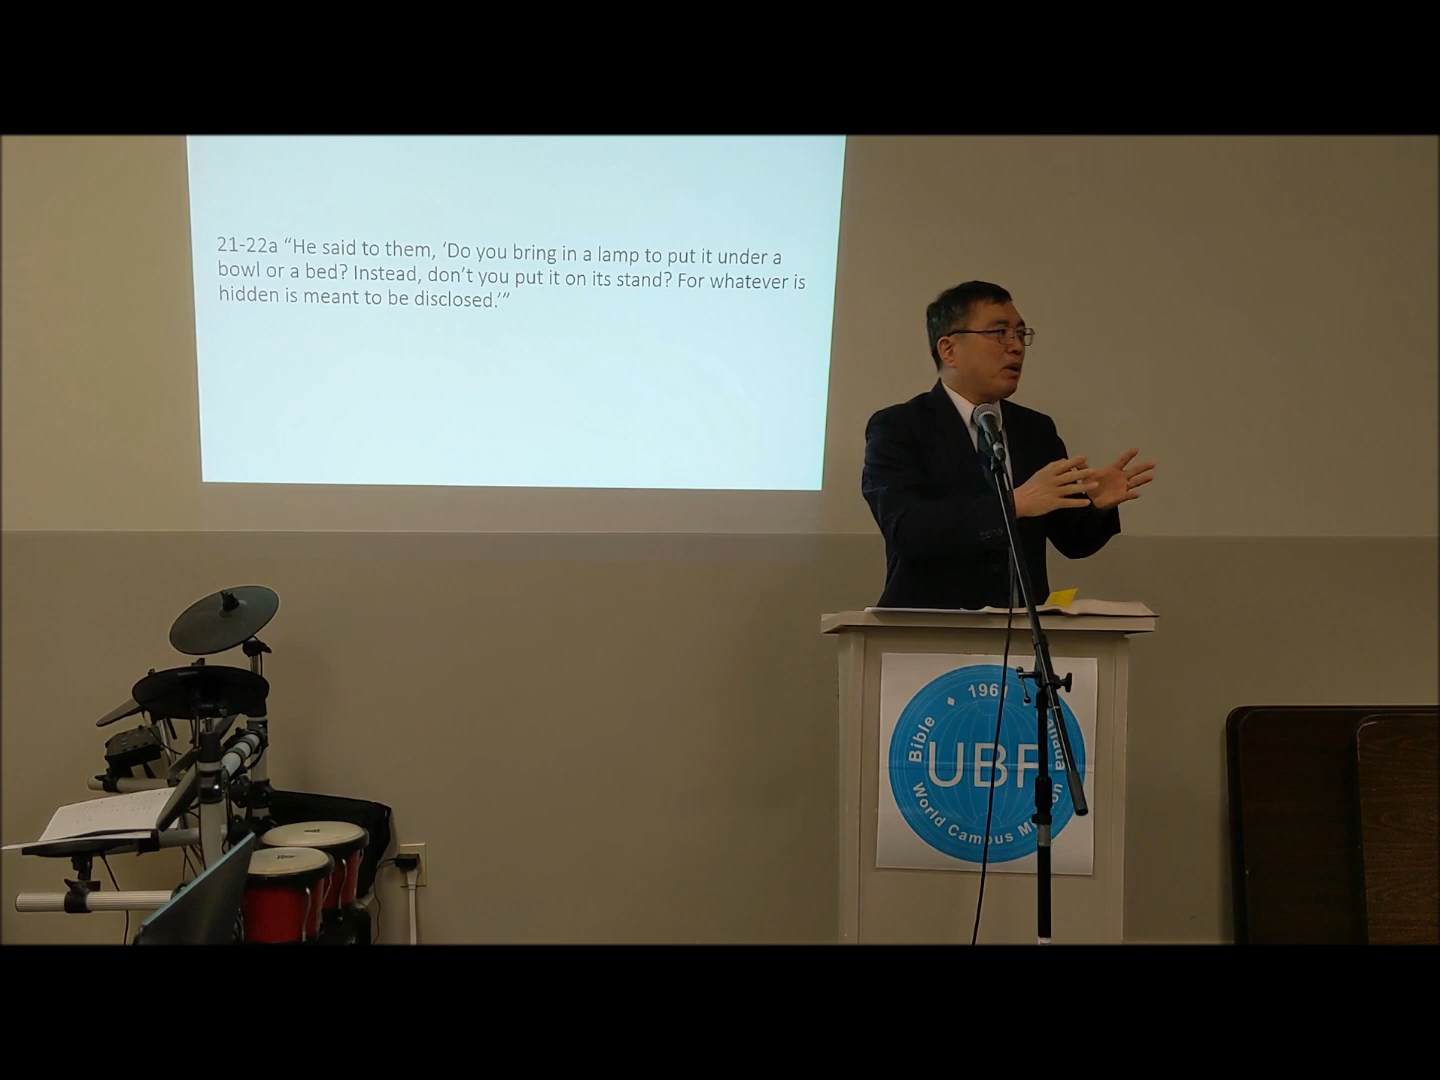 21-22a “He said to them, ‘Do you bring in a lamp to put it under a
bowl or a bed? Instead, don’t you put it on its stand? For whatever is
hidden is meant to be disclosed.’”
1961
Bible
UBF
World Campus